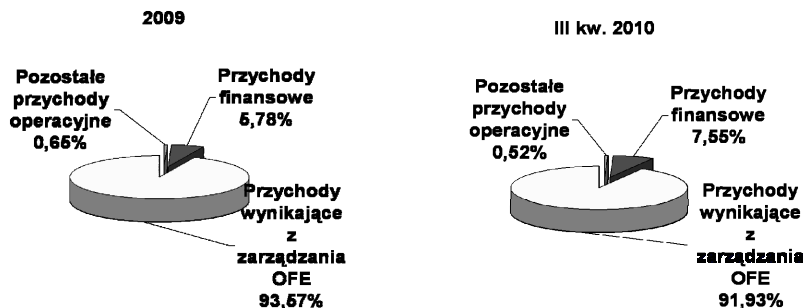 2009
Pozostałe
przychody
operacyjne
0,65%
Przychody
finansowe
5,78%
Przychody
wynikające
z
zarządzania
OFE
93,57%
III kw. 2010
Pozostałe
przychody
operacyjne
0,52%
Przychody
finansowe
7,55%
Przychody
wynikające
z
zarządzania
OFE
91,93%